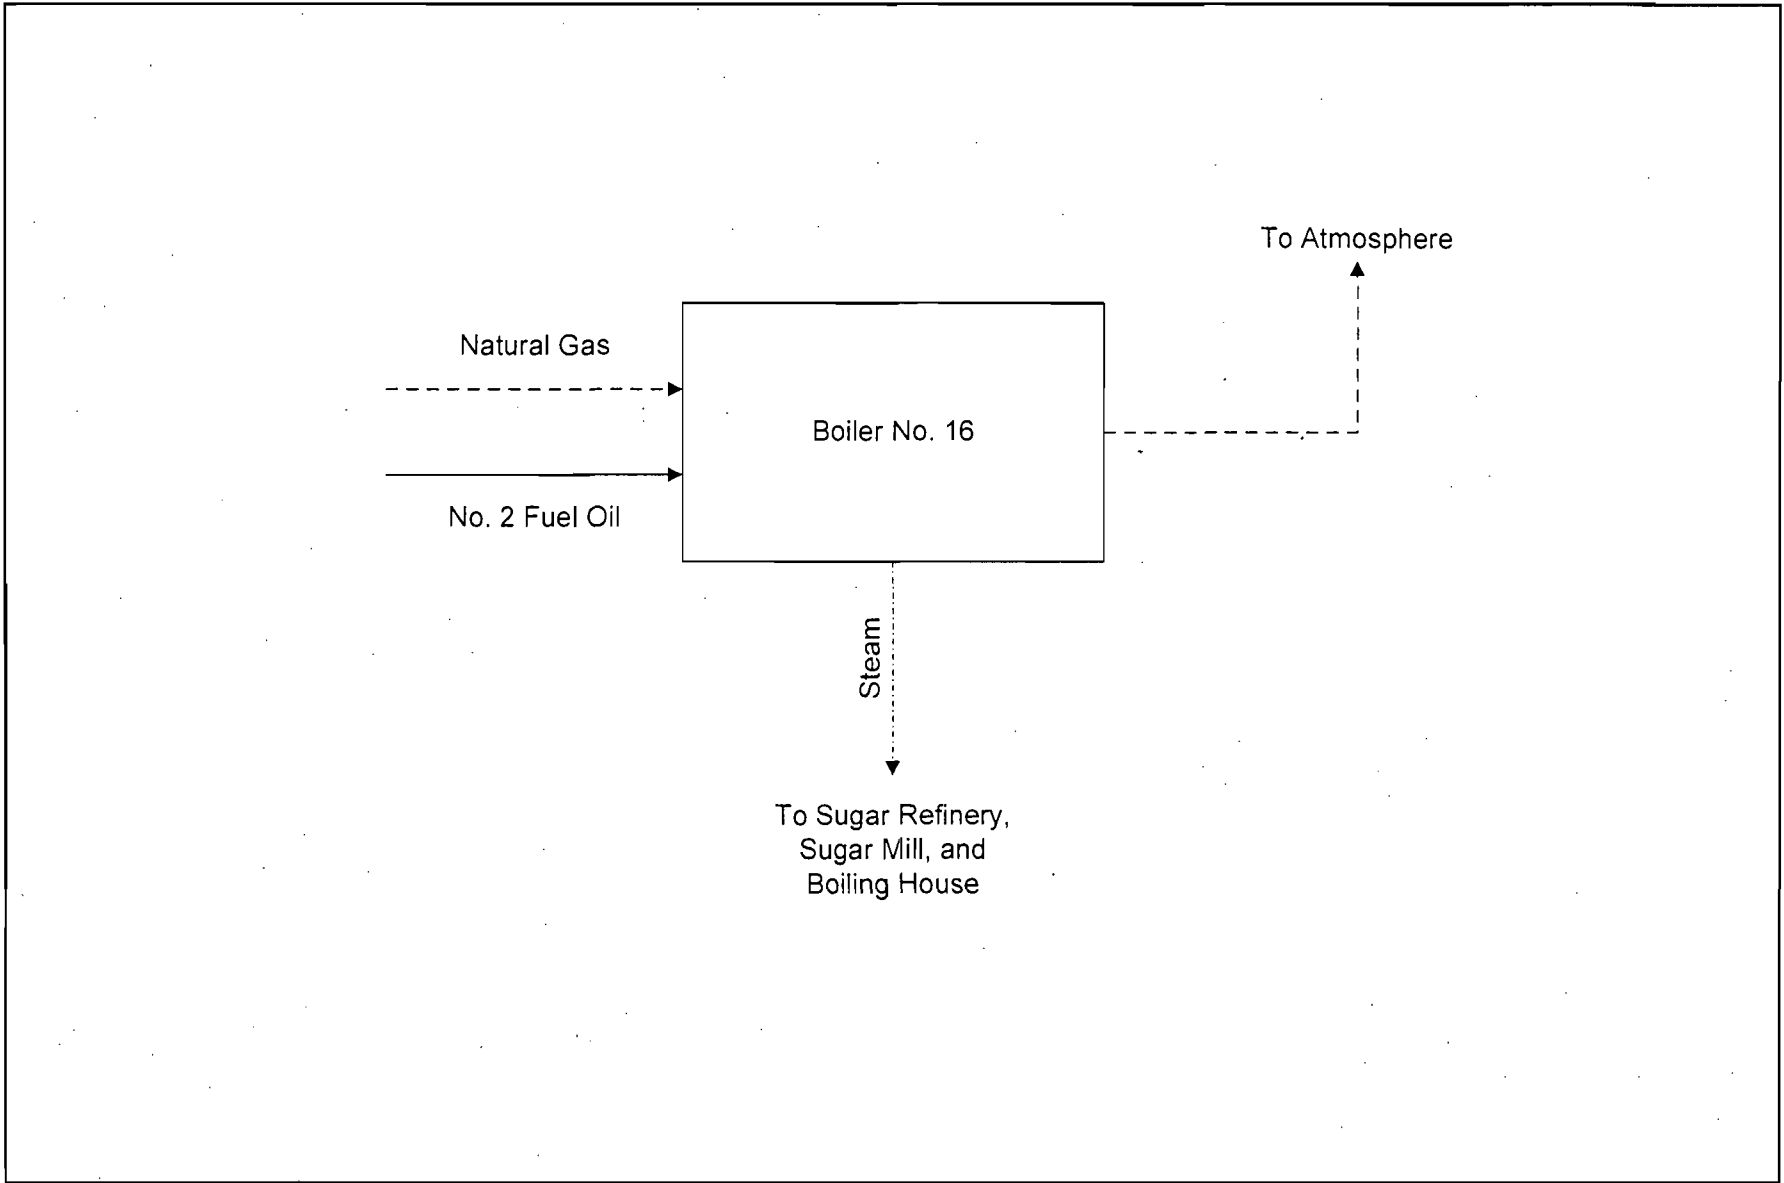 To Atmosphere
Natural Gas
Boiler No. 16
No. 2 Fuel Oil
Steam
To Sugar Refinery,
Sugar Mill, and
Boiling House